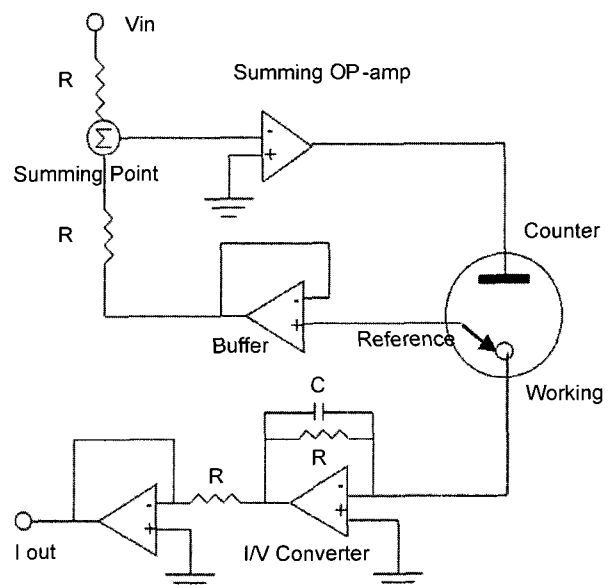 Vin
R
Summing OP-amp
Σ
-
+
Summing Point
R
Counter
-
+
Buffer
Reference
Working
C
R
R
-
+
-
+
I out
I/V Converter